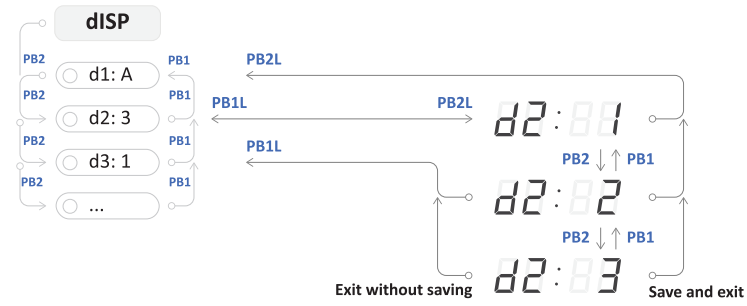 dISP
PB2 PB1 PB2L
d1: A
PB2 PB1 PB1L PB2L
d2: 3 d2: 1
PB2 PB1 PB1L
d3: 1 PB2 PB1
PB2 PB1
... d2: 2
PB2 PB1
d2: 3
Exit without saving Save and exit